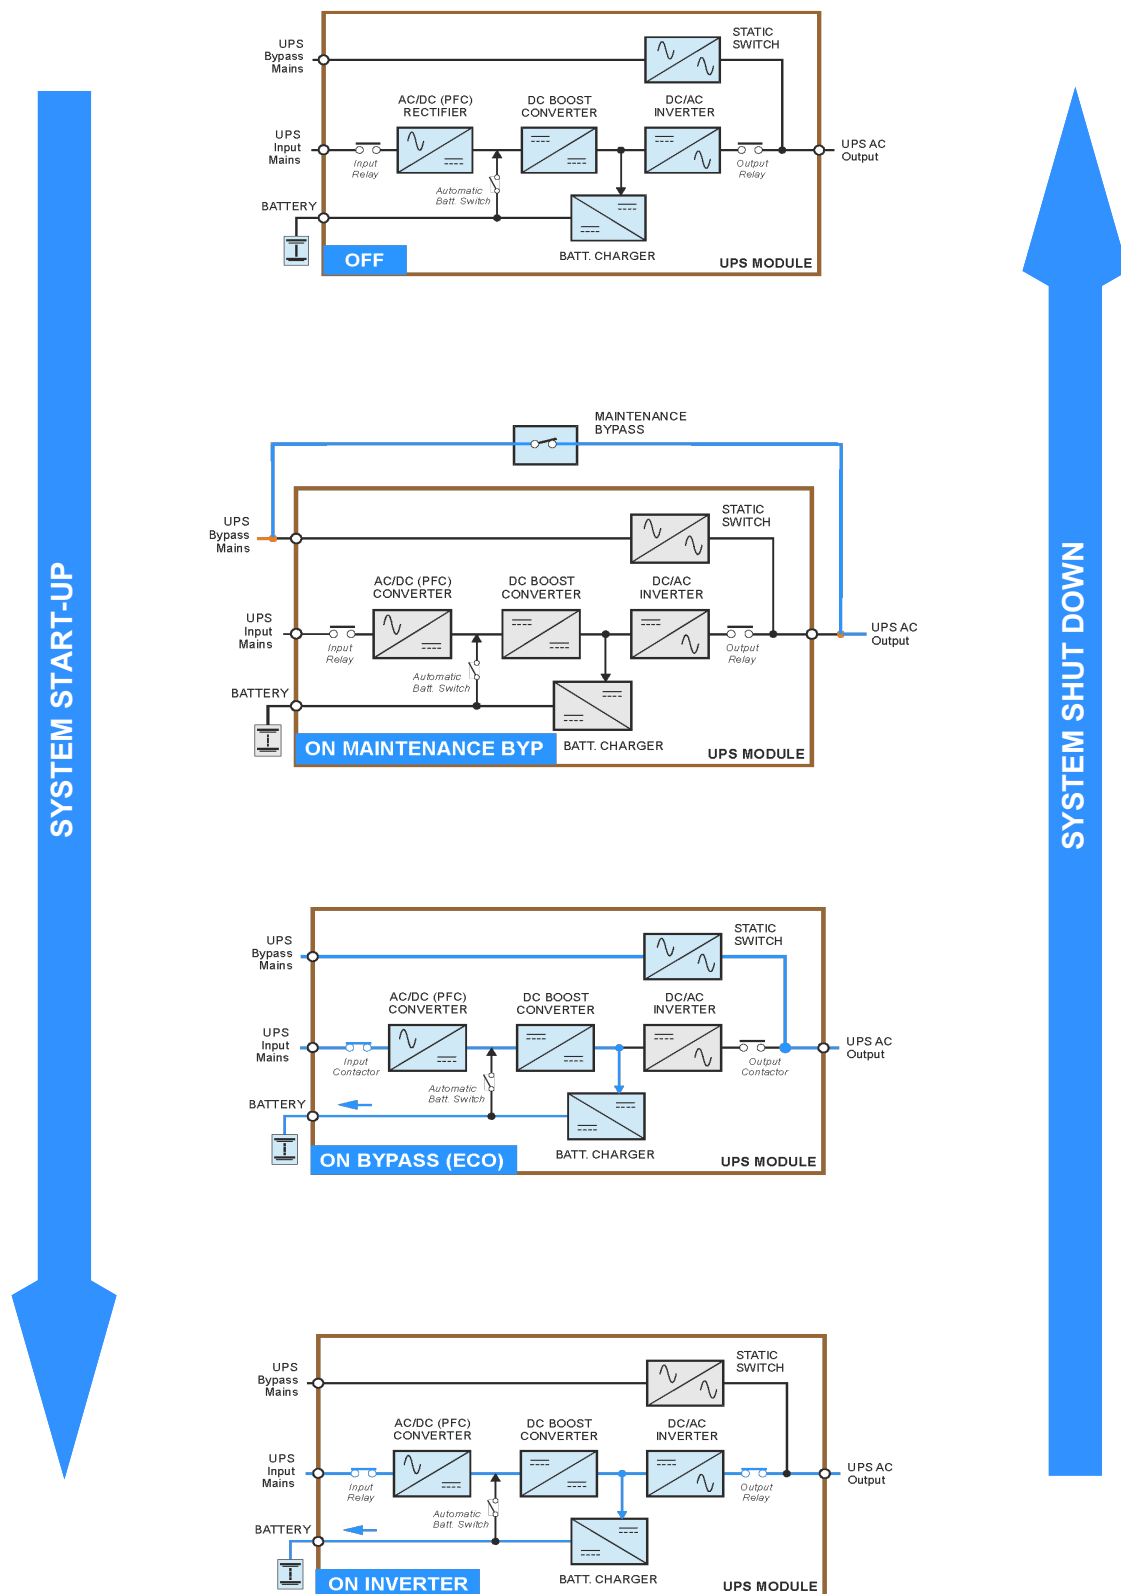 UPS
Bypass
Mains
STATIC
SWITCH
AC/DC (PFC)
RECTIFIER
DC BOOST
CONVERTER
DC/AC
INVERTER
UPS
Input
Mains
Input
Relay
Output
Relay
UPS AC
Output
Automatic
Batt. Switch
BATTERY
BATT. CHARGER
OFF
UPS MODULE
MAINTENANCE
BYPASS
UPS
Bypass
Mains
STATIC
SWITCH
AC/DC (PFC)
CONVERTER
DC BOOST
CONVERTER
DC/AC
INVERTER
UPS
Input
Mains
Input
Relay
Output
Relay
UPS AC
Output
Automatic
Batt. Switch
BATTERY
ON MAINTENANCE BYP
BATT. CHARGER
UPS MODULE
SYSTEM START-UP
SYSTEM SHUT DOWN
UPS
Bypass
Mains
STATIC
SWITCH
AC/DC (PFC)
CONVERTER
DC BOOST
CONVERTER
DC/AC
INVERTER
UPS
Input
Mains
Input
Contactor
Output
Contactor
UPS AC
Output
Automatic
Batt. Switch
BATTERY
BATT. CHARGER
ON BYPASS (ECO)
UPS MODULE
UPS
Bypass
Mains
STATIC
SWITCH
AC/DC (PFC)
CONVERTER
DC BOOST
CONVERTER
DC/AC
INVERTER
UPS
Input
Mains
Input
Relay
Output
Relay
UPS AC
Output
Automatic
Batt. Switch
BATTERY
BATT. CHARGER
ON INVERTER
UPS MODULE